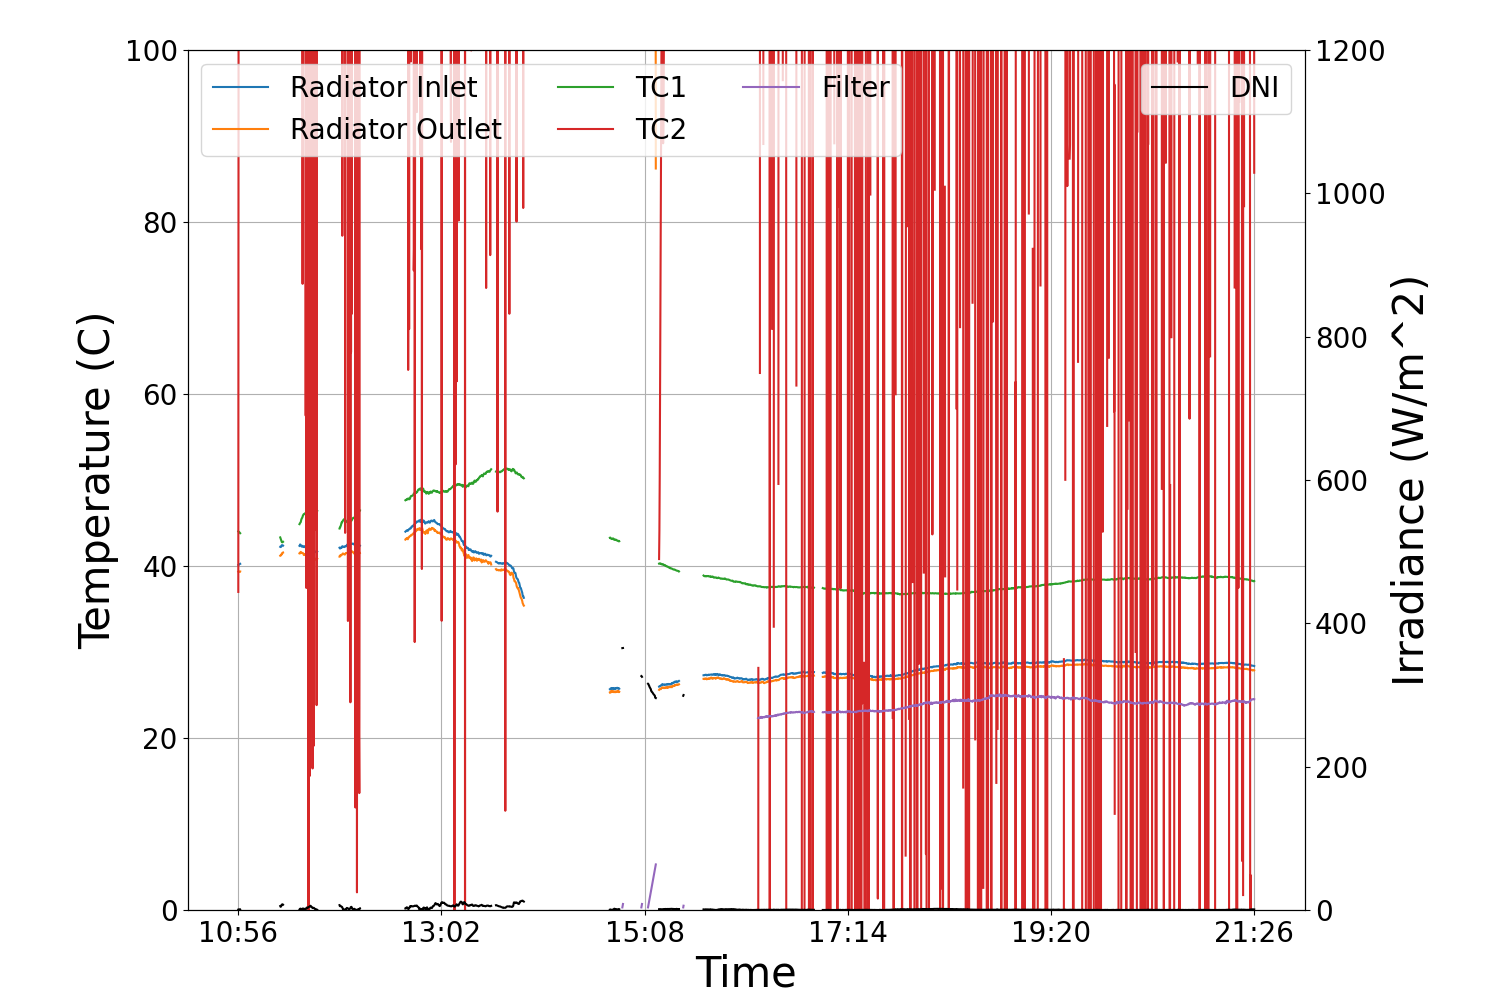 100
80
60
40
20
0
Temperature (C)
Radiator Inlet
Radiator Outlet
TC1
TC2
Filter
DNI
1200
1000
800
600
400
200
0
Irradiance (W/m^2)
10:56
13:02
15:08
17:14
19:20
21:26
Time